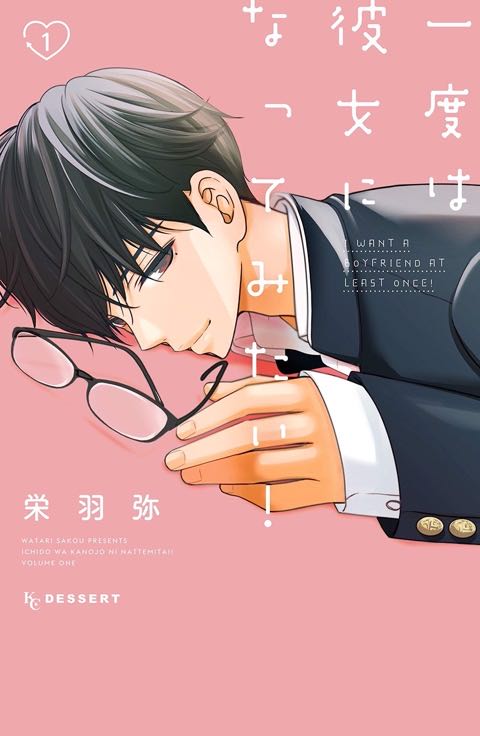 一度は
彼女に
なってみたい!
1
I WANT A
BOYFRIEND AT
LEAST ONCE!
栄羽弥
WATARI SAKOU PRESENTS
ICHIDO WA KANOJO NI NATTEMITAI!
VOLUME ONE
KC DESSERT